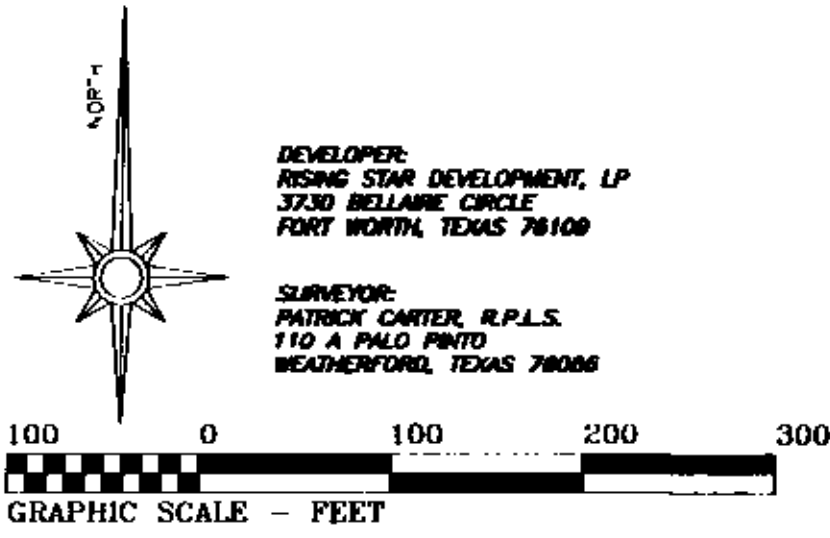 NORTH
DEVELOPER:
RISING STAR DEVELOPMENT, LP
3730 BELLAIRE CIRCLE
FORT WORTH, TEXAS 76109
SURVEYOR:
PATRICK CARTER, R.P.L.S.
110 A PALO PINTO
WEATHERFORD, TEXAS 76086
100 0 100 200 300
GRAPHIC SCALE - FEET